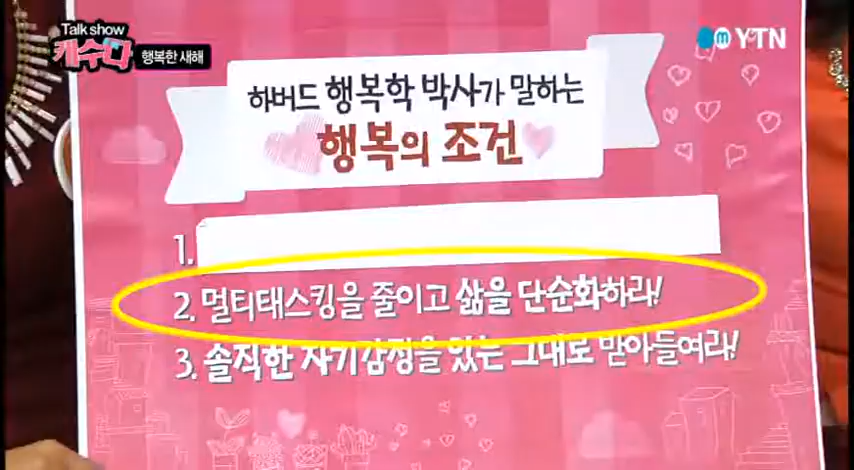 Talk show
캐수다 행복한 새해
YTN
하버드 행복학 박사가 말하는
행복의 조건
1.
2. 멀티태스킹을 줄이고 삶을 단순화하라!
3. 솔직한 자기감정을 있는 그대로 받아들여라!